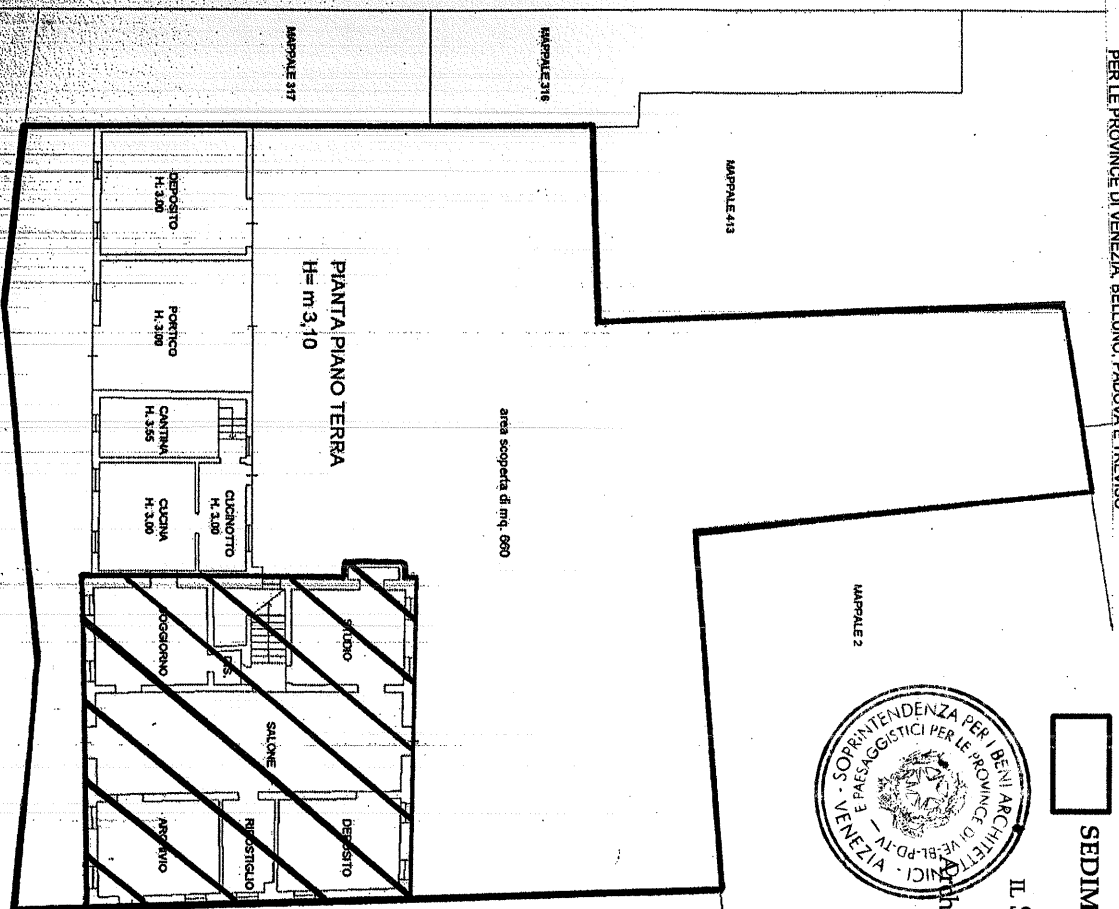 PER LE PROVINCE DI VENEZIA, BELLUNO, PADOVA E TREVISO
MAPPALE 317
MAPPALE 316
MAPPALE 413
MAPPALE 2
DEPOSITO
H: 3.00
PORTICO
H: 3.00
CANTINA
H: 3.55
CUCINA
H: 3.00
CUCINOTTO
H: 3.00
PIANTA PIANO TERRA
H= m 3,10
area scoperta di mq. 660
SOGGIORNO
STUDIO
SALONE
ARCHIVIO
RIPOSTIGLIO
DEPOSITO
SEDIM
IL
Arch
SOPRINTENDENZA PER I BENI ARCHITETTONICI
E PAESAGGISTICI PER LE PROVINCE DI VE-BL-PD-TV
VENEZIA